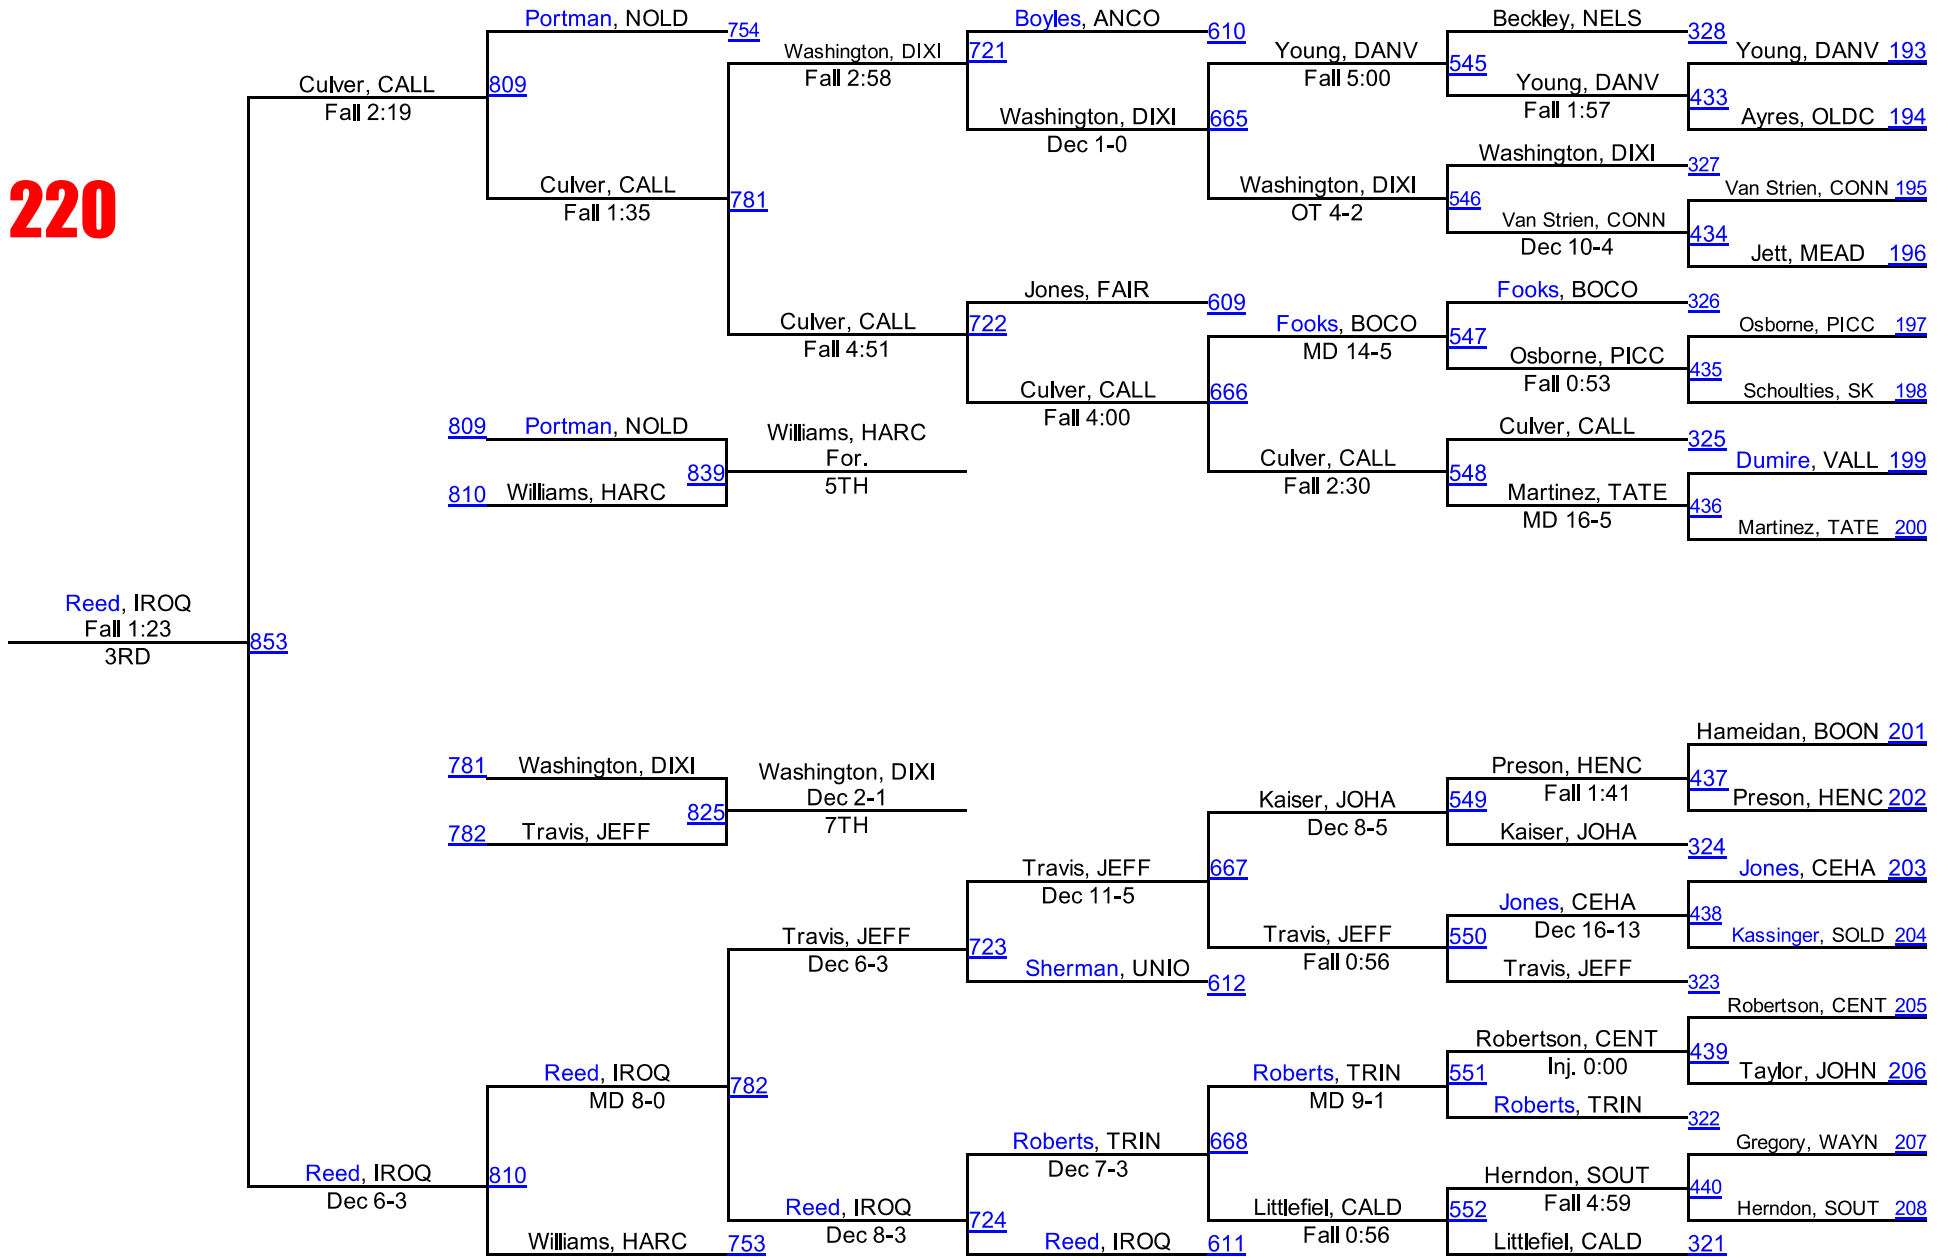 220
Portman, NOLD
754
Culver, CALL
Fall 2:19
809
Culver, CALL
Fall 1:35
Washington, DIXI
Fall 2:58
781
Culver, CALL
Fall 4:51
Boyles, ANCO
610
721
Washington, DIXI
Dec 1-0
Jones, FAIR
609
722
Culver, CALL
Fall 4:00
Young, DANV
Fall 5:00
665
Washington, DIXI
OT 4-2
Fooks, BOCO
MD 14-5
666
Culver, CALL
Fall 2:30
Beckley, NELS
328
545
Young, DANV
Fall 1:57
Washington, DIXI
327
546
Van Strien, CONN
Dec 10-4
Fooks, BOCO
326
547
Osborne, PICC
Fall 0:53
Culver, CALL
325
548
Martinez, TATE
MD 16-5
Young, DANV 193
433
Ayres, OLDC 194
Van Strien, CONN 195
434
Jett, MEAD 196
Osborne, PICC 197
435
Schoulties, SK 198
Dumire, VALL 199
436
Martinez, TATE 200
809 Portman, NOLD
839
810 Williams, HARC
Williams, HARC
For.
5TH
Reed, IROQ
Fall 1:23
3RD
853
781 Washington, DIXI
825
782 Travis, JEFF
Washington, DIXI
Dec 2-1
7TH
Reed, IROQ
Dec 6-3
810
Reed, IROQ
MD 8-0
Williams, HARC
753
Travis, JEFF
Dec 6-3
782
Reed, IROQ
Dec 8-3
Travis, JEFF
Dec 11-5
723
Sherman, UNIO
612
Roberts, TRIN
Dec 7-3
724
Reed, IROQ
611
Kaiser, JOHA
Dec 8-5
667
Travis, JEFF
Fall 0:56
Roberts, TRIN
MD 9-1
668
Littlefiel, CALD
Fall 0:56
Preson, HENC
Fall 1:41
549
Kaiser, JOHA
324
Jones, CEHA
Dec 16-13
550
Travis, JEFF
323
Robertson, CENT
Inj. 0:00
551
Roberts, TRIN
322
Herndon, SOUT
Fall 4:59
552
Littlefiel, CALD
321
Hameidan, BOON 201
437
Preson, HENC 202
Jones, CEHA 203
438
Kassinger, SOLD 204
Robertson, CENT 205
439
Taylor, JOHN 206
Gregory, WAYN 207
440
Herndon, SOUT 208